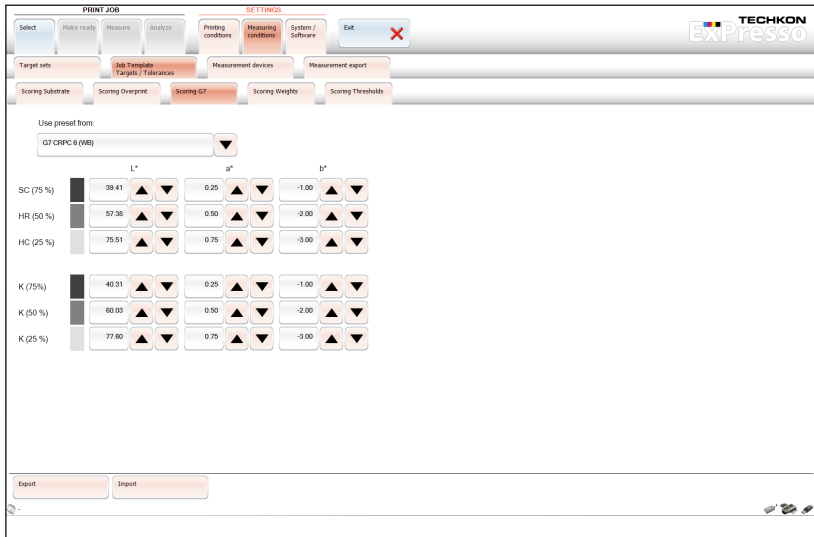 PRINT JOB SETTINGS
Select Make ready Measure Analyze Printing conditions Measuring conditions System / Software Exit
TECHKON
ExPresso
Target sets Job Template Targets / Tolerances Measurement devices Measurement export
Scoring Substrate Scoring Overprint Scoring G7 Scoring Weights Scoring Thresholds
Use preset from:
G7 CRPC 6 (WB)
L* a* b*
SC (75 %) 39.41 0.25 -1.00
HR (50 %) 57.38 0.50 -2.00
HC (25 %) 75.51 0.75 -3.00
K (75%) 40.31 0.25 -1.00
K (50 %) 60.03 0.50 -2.00
K (25 %) 77.60 0.75 -3.00
Export Import
-